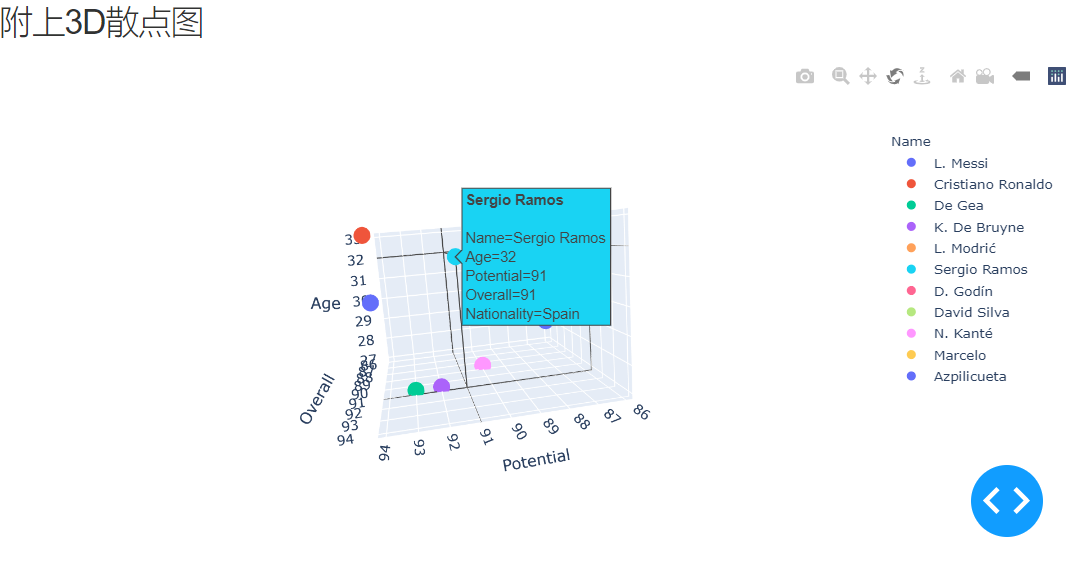 附上3D散点图
Name
L. Messi
Cristiano Ronaldo
De Gea
K. De Bruyne
L. Modrić
Sergio Ramos
D. Godín
David Silva
N. Kanté
Marcelo
Azpilicueta
Sergio Ramos
Name=Sergio Ramos
Age=32
Potential=91
Overall=91
Nationality=Spain
Age
32
31
29
28
27
Overall
86
89
90
91
92
93
94
Potential
94
93
92
91
90
89
88
87
86